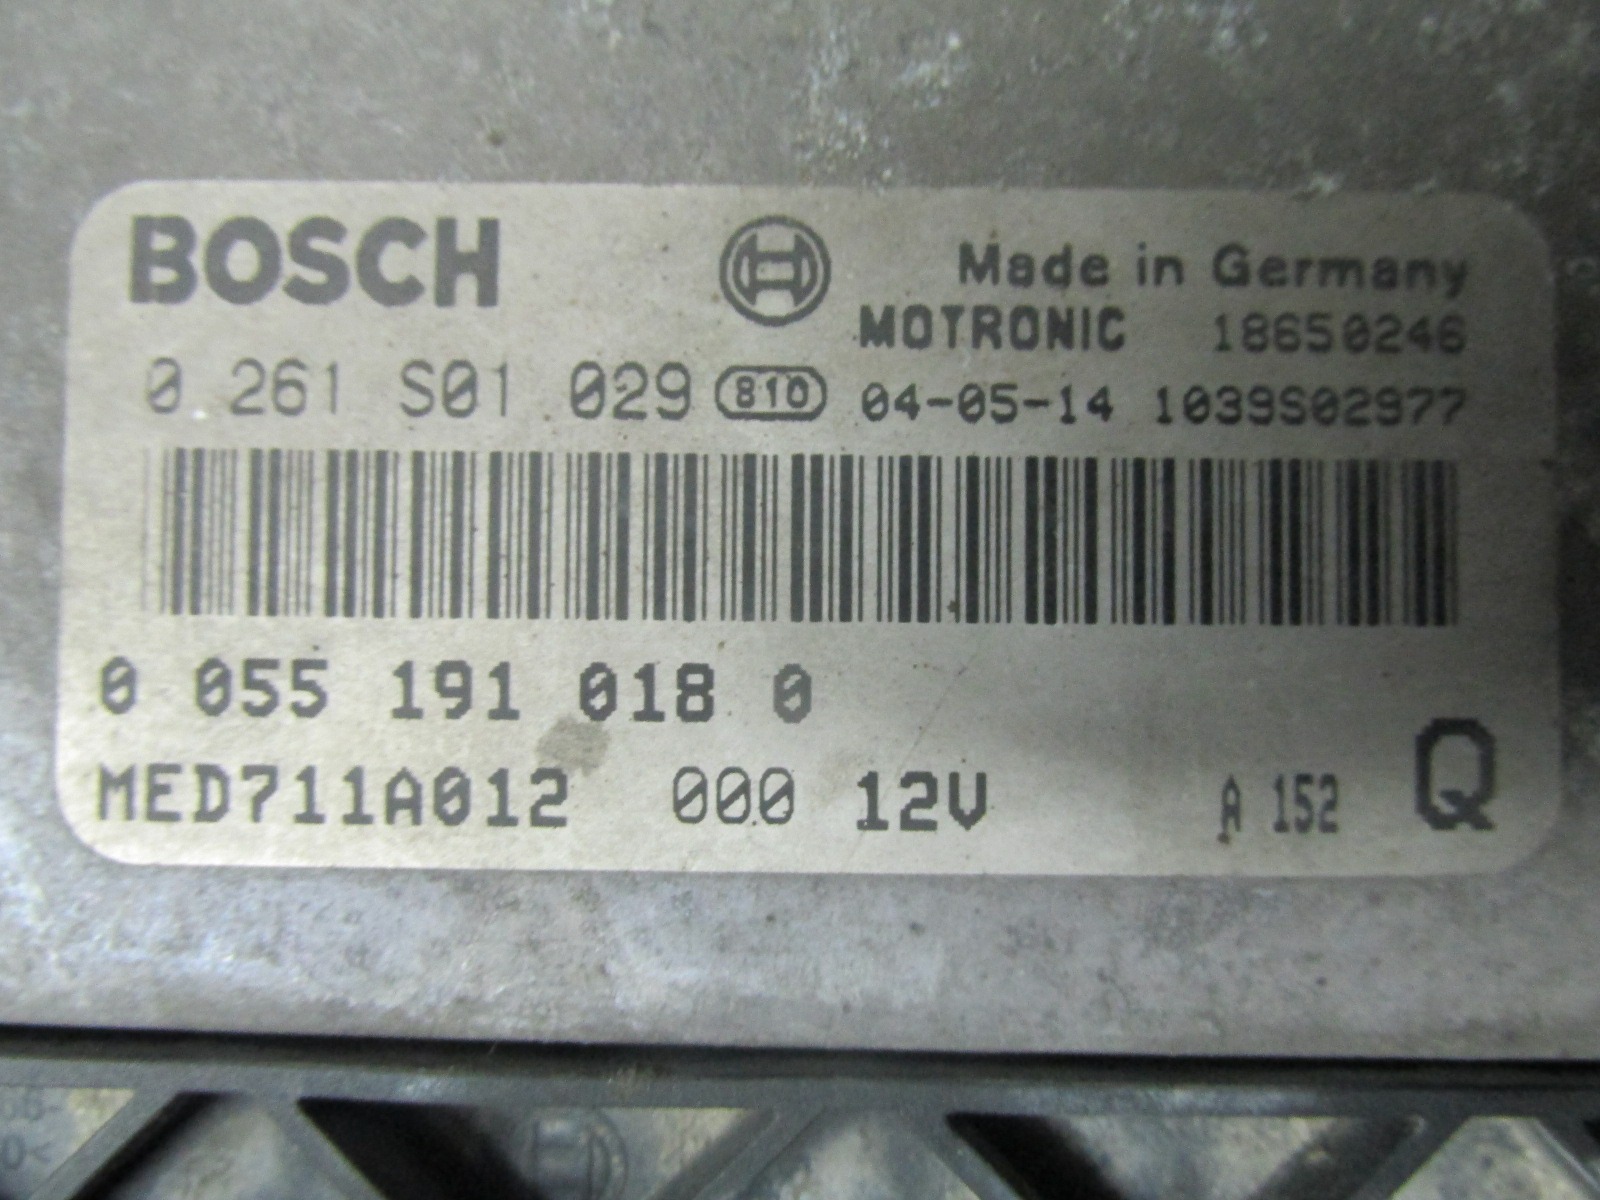 BOSCH
Made in Germany
MOTRONIC 18650246
0 261 S01 029 810 04-05-14 1039S02977
0 055 191 018 0
MED711A012 000 12V A 152 Q